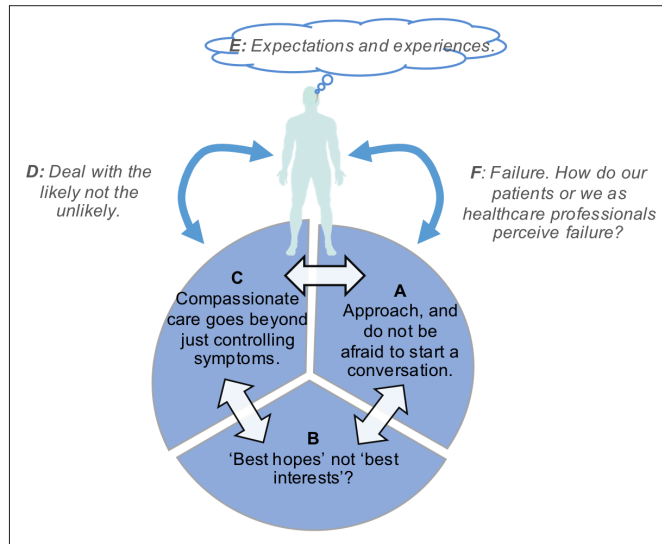 E: Expectations and experiences.
D: Deal with the
likely not the
unlikely.
F: Failure. How do our
patients or we as
healthcare professionals
perceive failure?
C
Compassionate
care goes beyond
just controlling
symptoms.
A
Approach, and
do not be
afraid to start a
conversation.
B
‘Best hopes’ not ‘best
interests’?